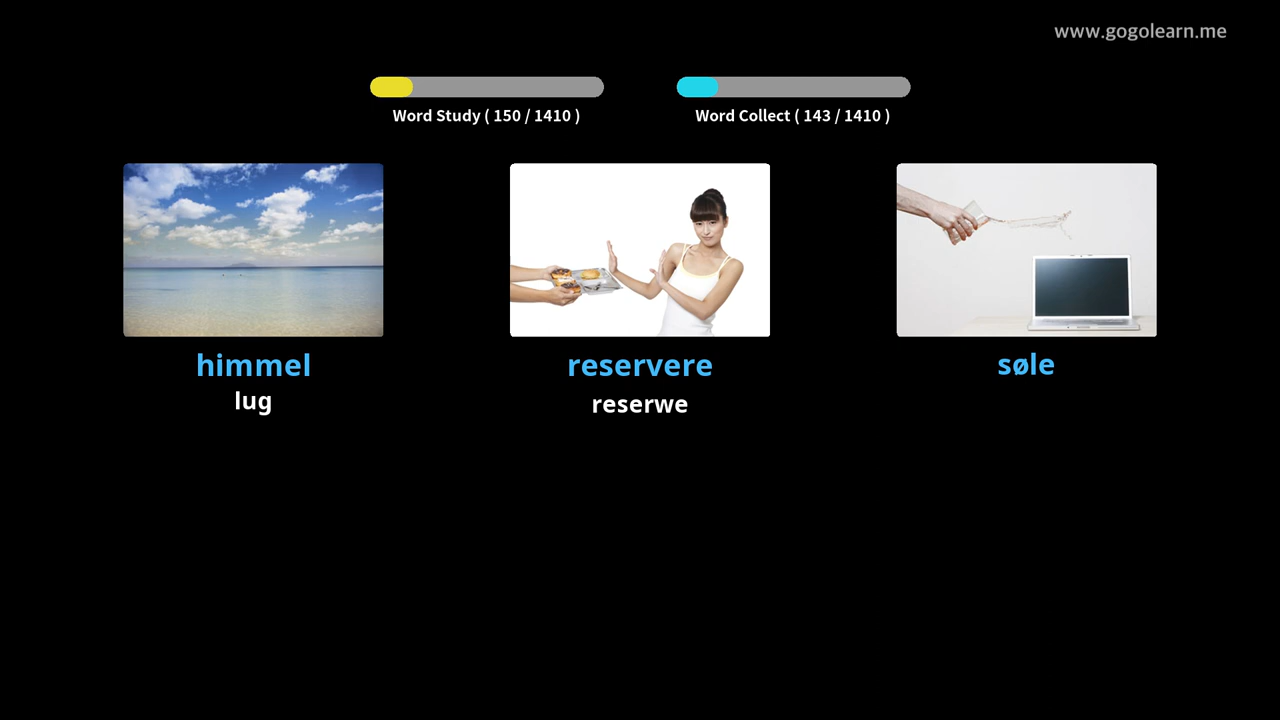 www.gogolearn.me
Word Study ( 150 / 1410 )
Word Collect ( 143 / 1410 )
himmel
lug
reservere
reserwe
søle